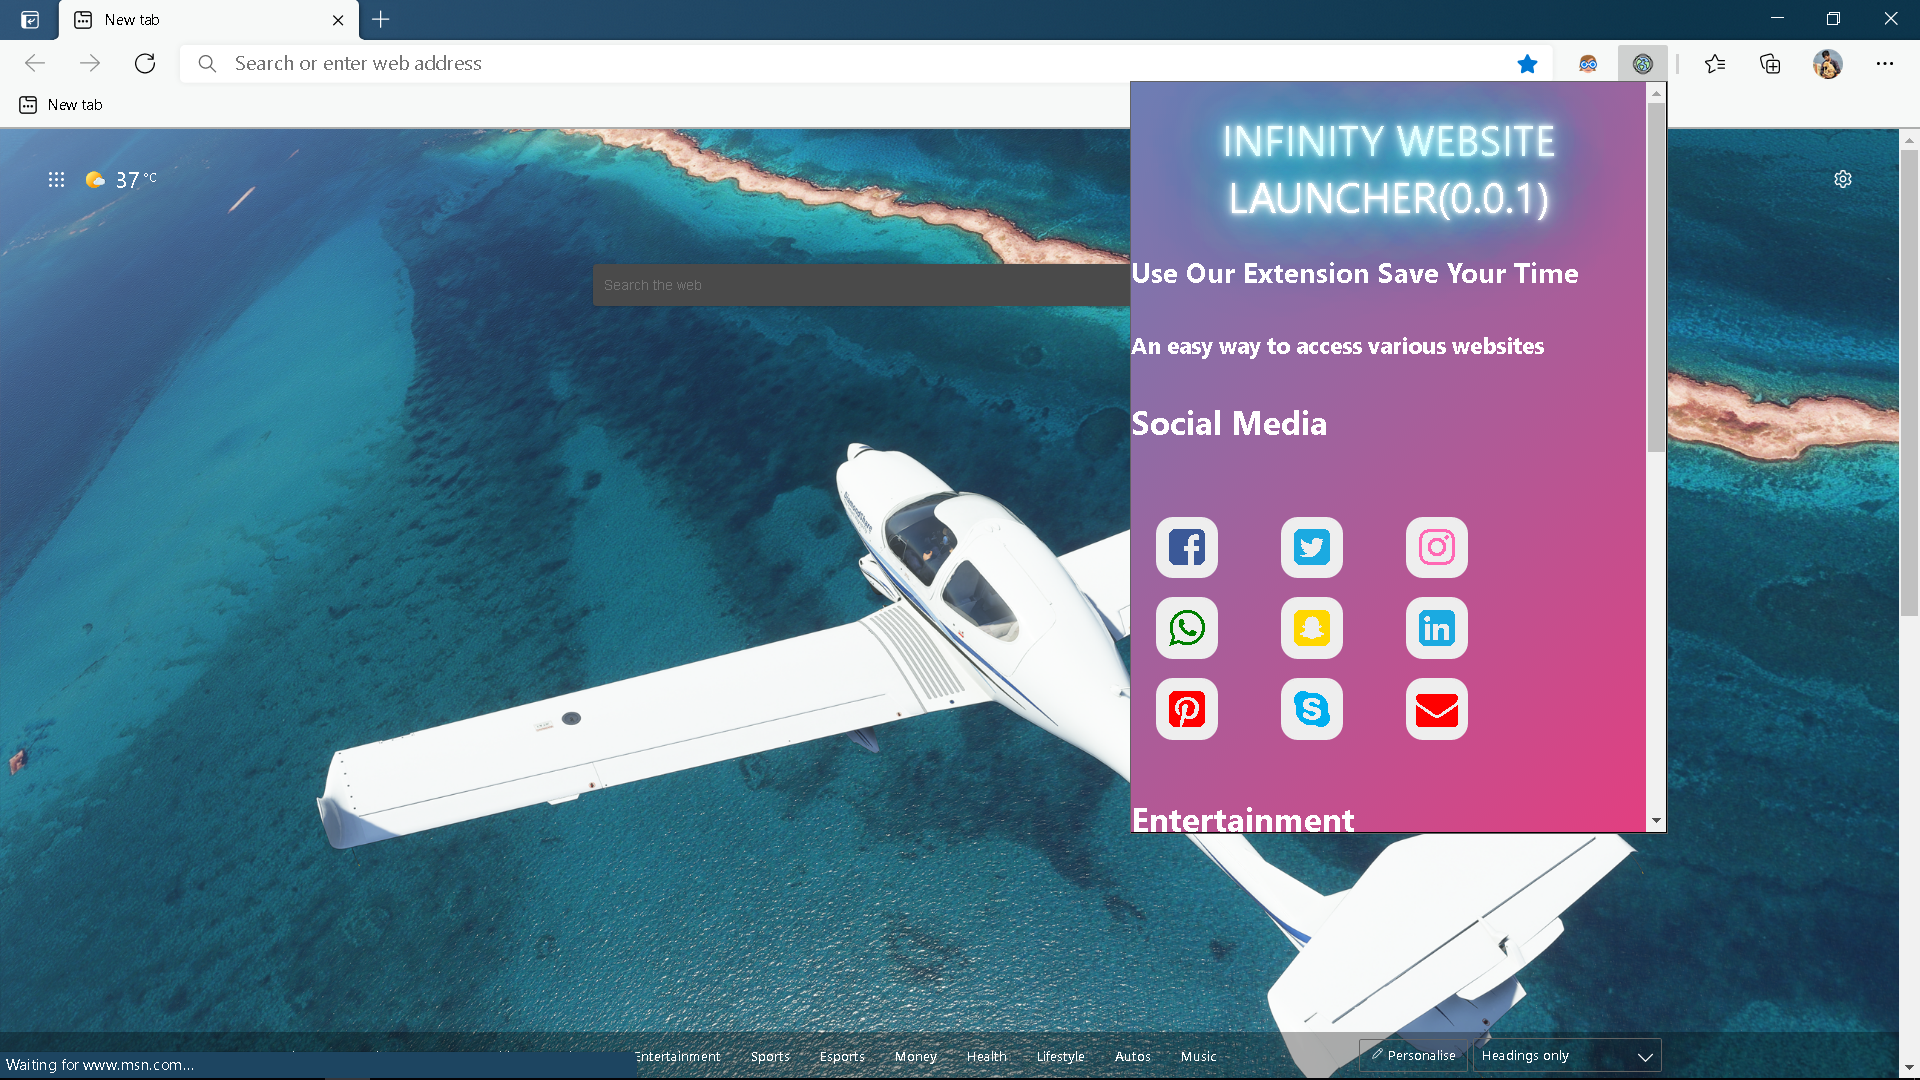 New tab
Search or enter web address
New tab
37 °C
Search the web
INFINITY WEBSITE
LAUNCHER(0.0.1)
Use Our Extension Save Your Time
An easy way to access various websites
Social Media
Entertainment
Waiting for www.msn.com...
Entertainment Sports Esports Money Health Lifestyle Autos Music
Personalise Headings only